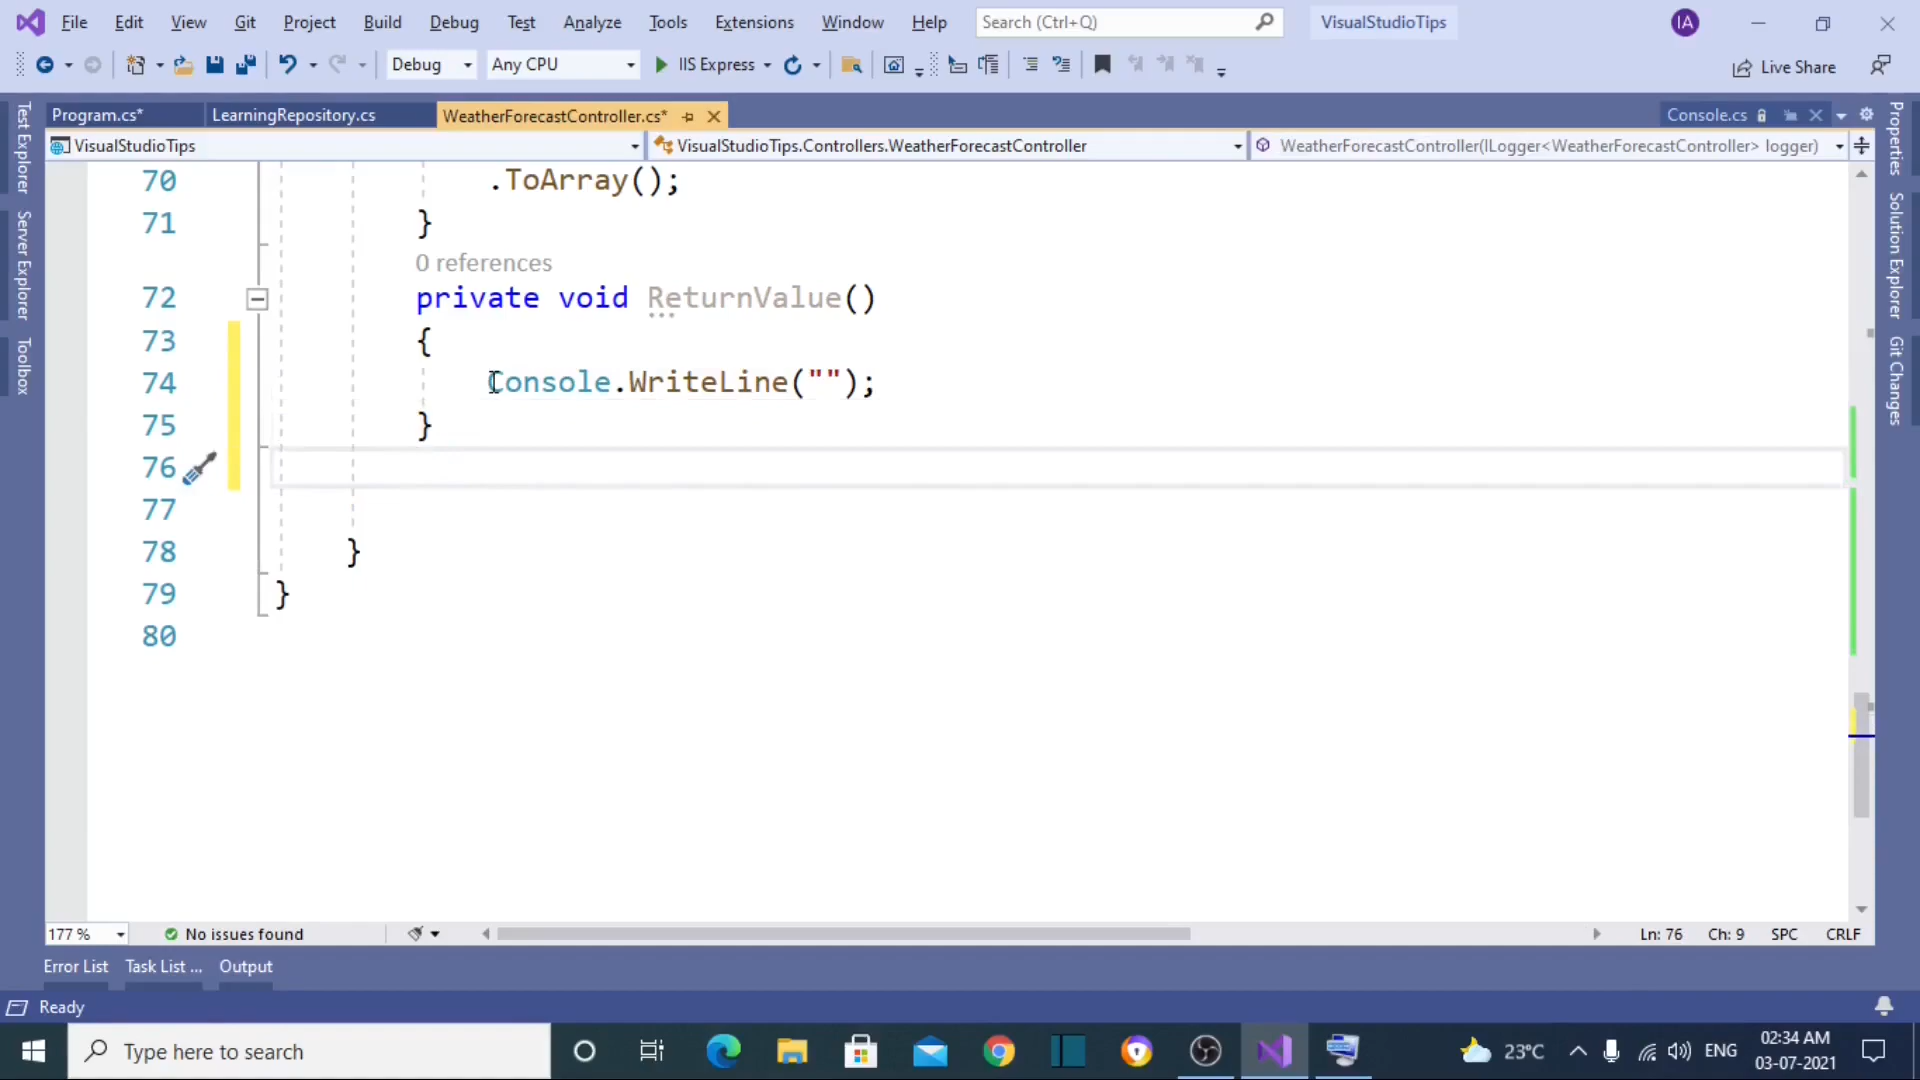 File Edit View Git Project Build Debug Test Analyze Tools Extensions Window Help Search (Ctrl+Q) VisualStudioTips IA
Debug Any CPU IIS Express Live Share
Program.cs* LearningRepository.cs WeatherForecastController.cs* Console.cs
VisualStudioTips VisualStudioTips.Controllers.WeatherForecastController WeatherForecastController(ILogger<WeatherForecastController> logger)
Test Explorer
Server Explorer
Toolbox
70 .ToArray();
71 }
0 references
72 private void ReturnValue()
73 {
74 Console.WriteLine("");
75 }
76
77
78 }
79 }
80
Properties
Solution Explorer
Git Changes
177 % No issues found Ln: 76 Ch: 9 SPC CRLF
Error List Task List ... Output
Ready
Type here to search 23°C ENG 02:34 AM
03-07-2021